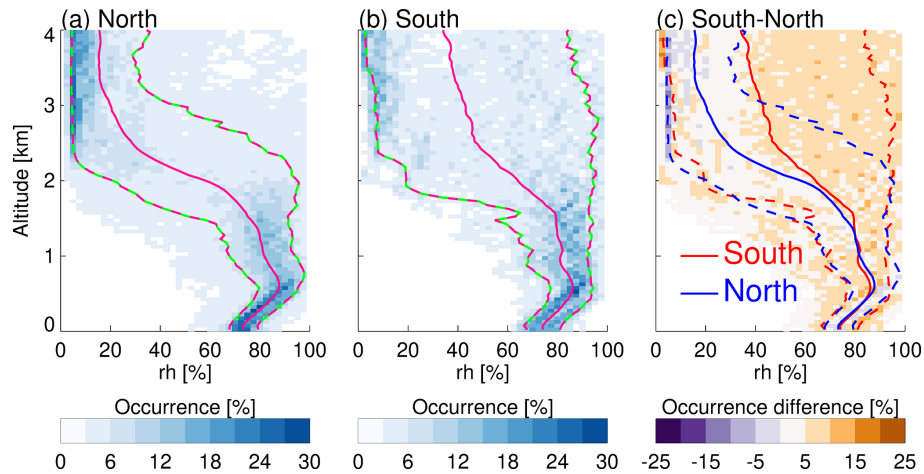 (a) North
(b) South
(c) South-North
Altitude [km]
4
3
2
1
0
0 20 40 60 80 100
rh [%]
0 20 40 60 80 100
rh [%]
South
North
0 20 40 60 80 100
rh [%]
Occurrence [%]
0 6 12 18 24 30
Occurrence [%]
0 6 12 18 24 30
Occurrence difference [%]
-25 -15 -5 5 15 25